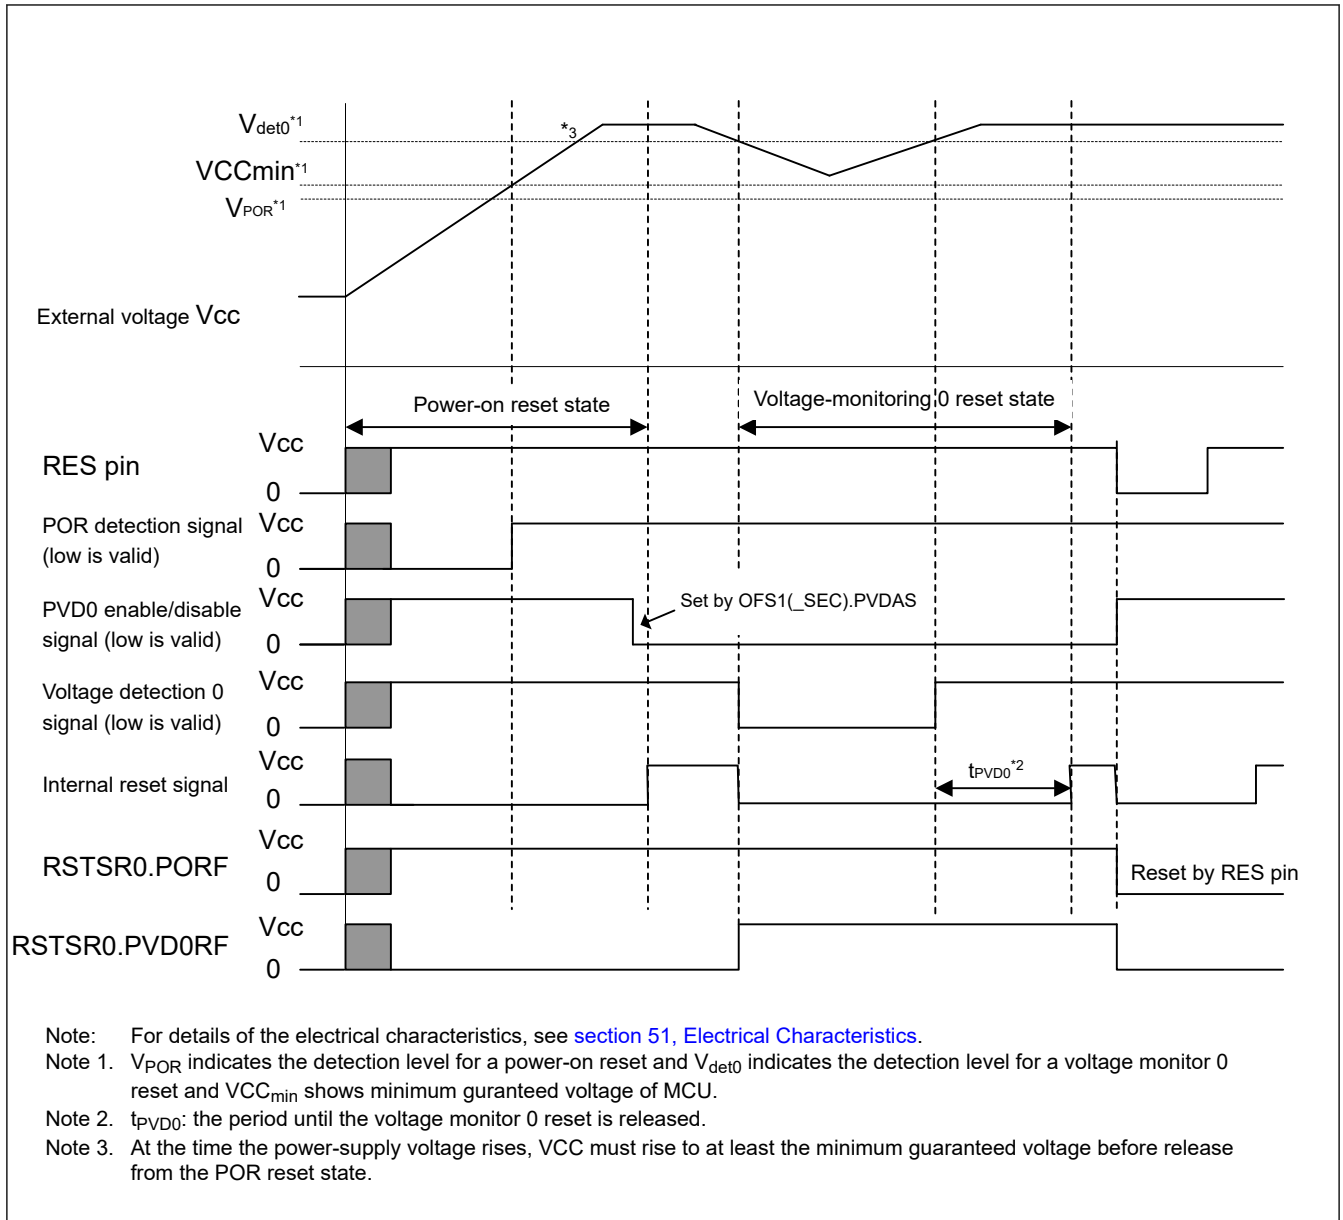 Vdet0*1
*3
VCCmin*1
VPOR*1
External voltage Vcc
Power-on reset state
Voltage-monitoring 0 reset state
RES pin
Vcc
0
POR detection signal
(low is valid)
Vcc
0
PVD0 enable/disable
signal (low is valid)
Vcc
0
Set by OFS1(_SEC).PVDAS
Voltage detection 0
signal (low is valid)
Vcc
0
Internal reset signal
Vcc
0
tPVD0*2
RSTSR0.PORF
Vcc
0
Reset by RES pin
RSTSR0.PVD0RF
Vcc
0
Note: For details of the electrical characteristics, see section 51, Electrical Characteristics.
Note 1. VPOR indicates the detection level for a power-on reset and Vdet0 indicates the detection level for a voltage monitor 0
reset and VCCmin shows minimum guranteed voltage of MCU.
Note 2. tPVD0: the period until the voltage monitor 0 reset is released.
Note 3. At the time the power-supply voltage rises, VCC must rise to at least the minimum guaranteed voltage before release
from the POR reset state.